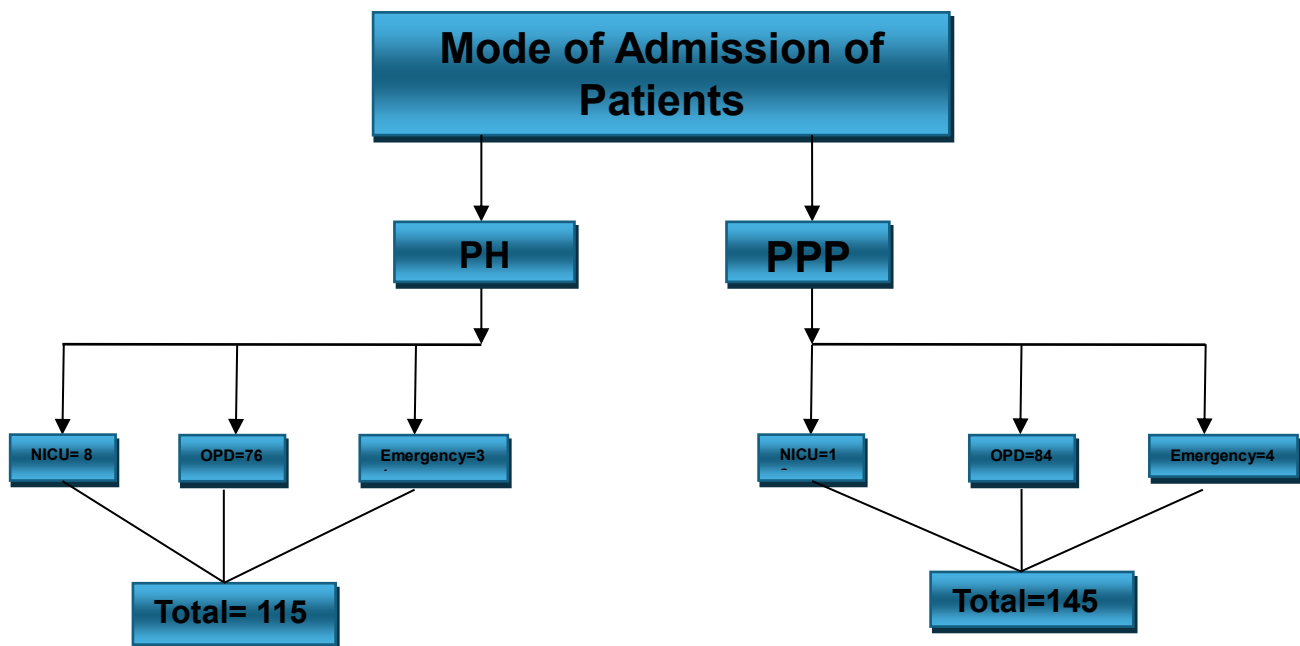 Mode of Admission of
Patients
PH
PPP
NICU= 8
OPD=76
Emergency=3
NICU=1
OPD=84
Emergency=4
Total= 115
Total=145